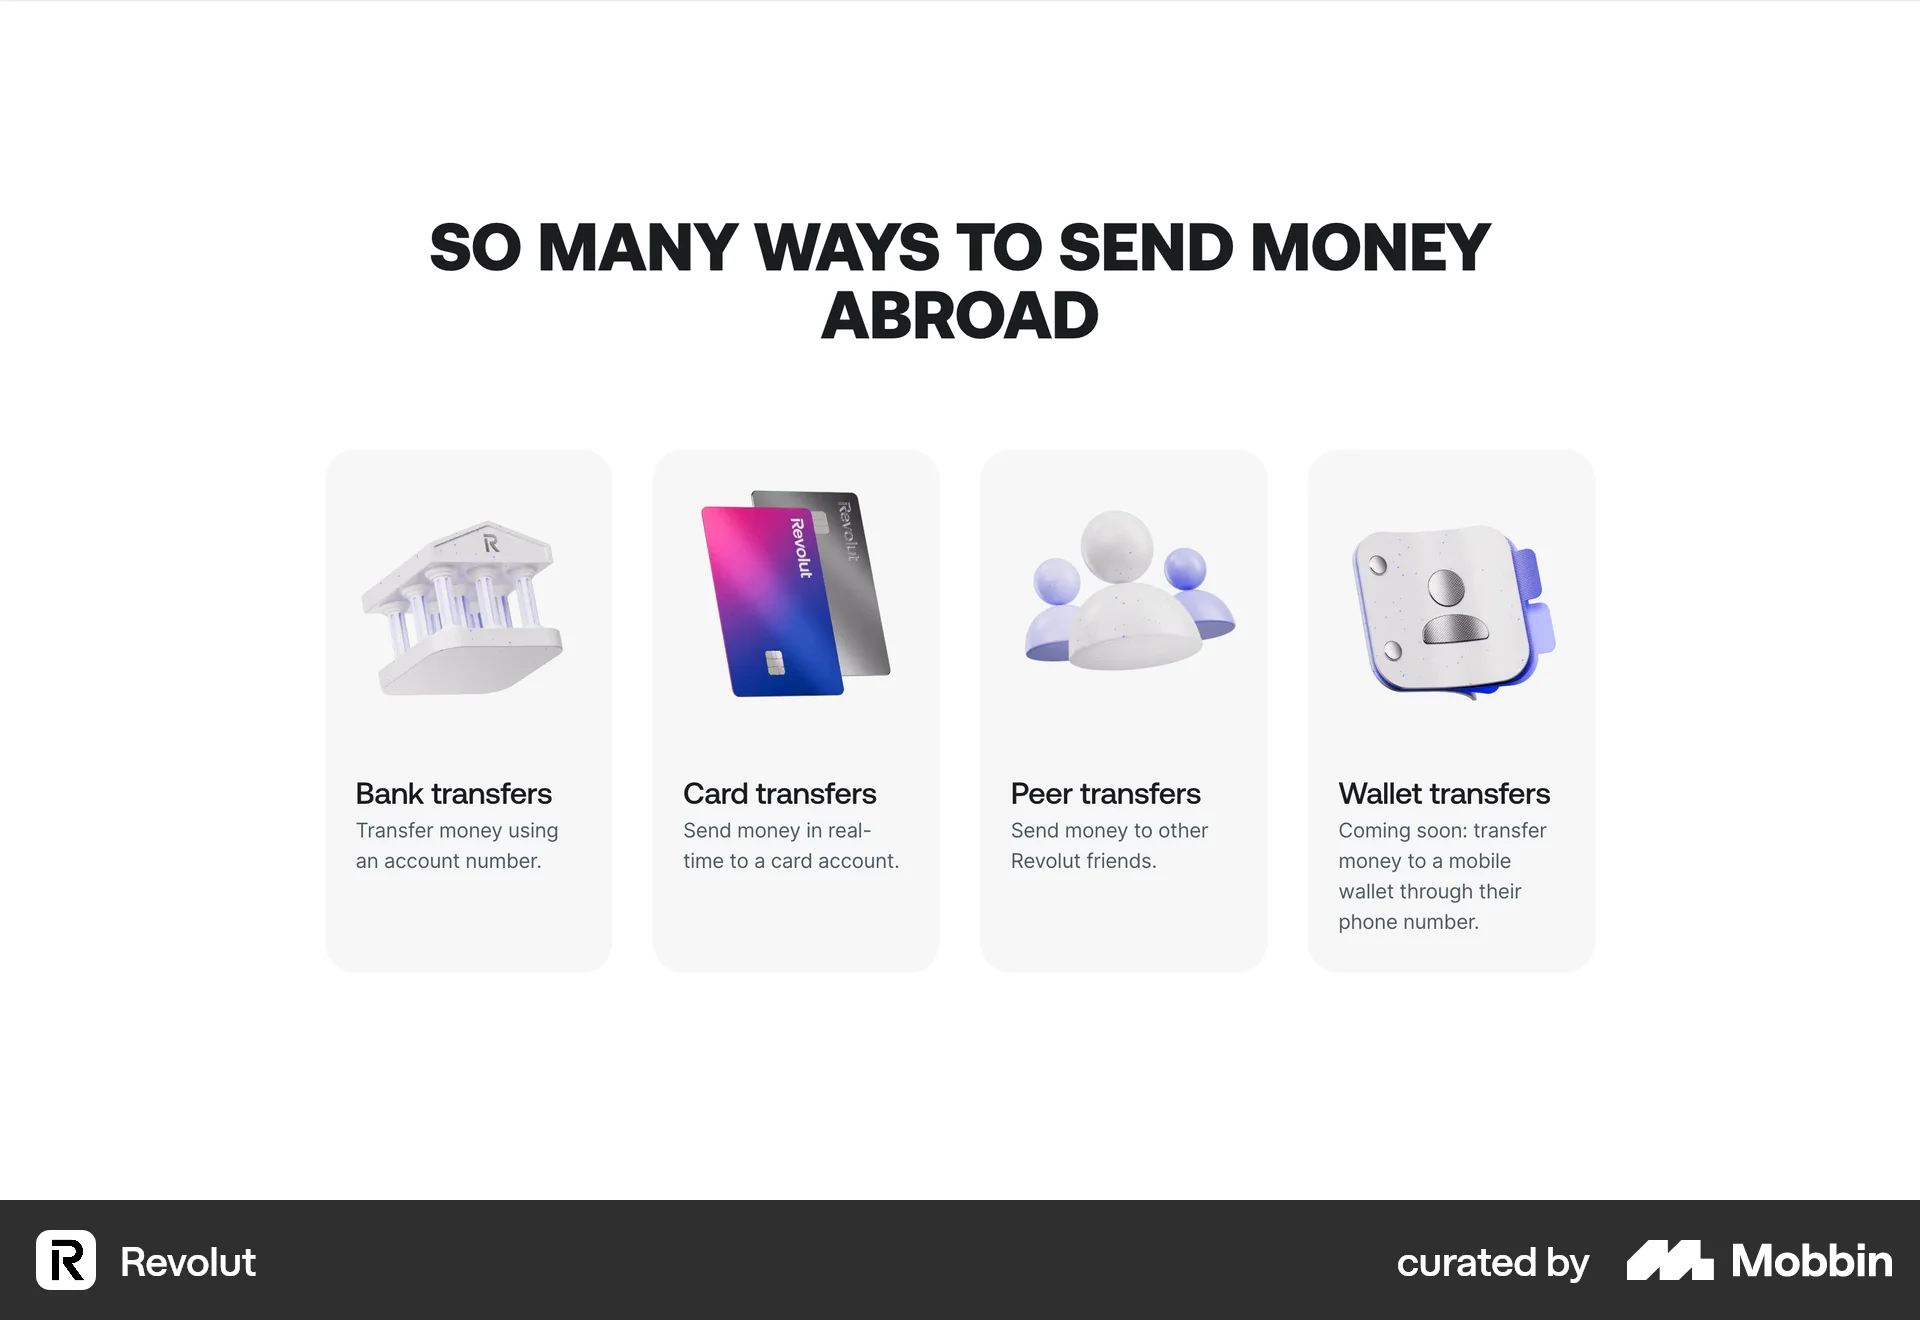 SO MANY WAYS TO SEND MONEY
ABROAD
R
Revolut
Revolut
Bank transfers
Transfer money using
an account number.
Card transfers
Send money in real-
time to a card account.
Peer transfers
Send money to other
Revolut friends.
Wallet transfers
Coming soon: transfer
money to a mobile
wallet through their
phone number.
R
Revolut
curated by
Mobbin